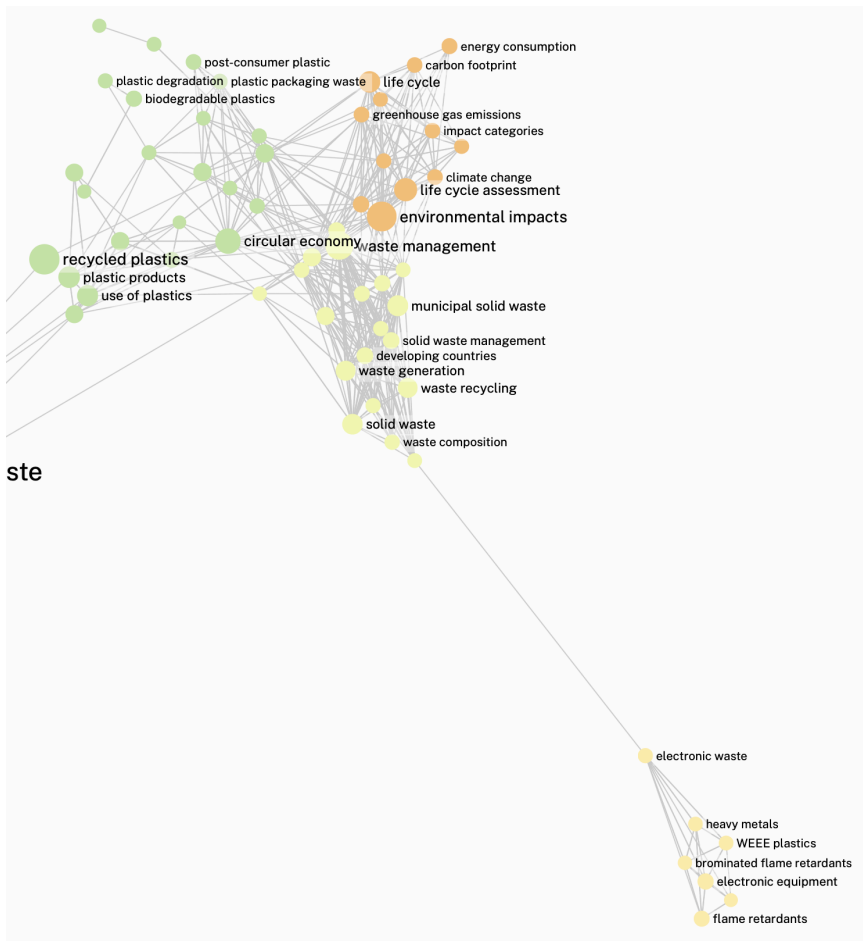 energy consumption
post-consumer plastic
carbon footprint
plastic degradation
plastic packaging waste
life cycle
biodegradable plastics
greenhouse gas emissions
impact categories
climate change
life cycle assessment
environmental impacts
circular economy
waste management
recycled plastics
plastic products
use of plastics
municipal solid waste
solid waste management
developing countries
waste generation
waste recycling
solid waste
waste composition
ste
electronic waste
heavy metals
WEEE plastics
brominated flame retardants
electronic equipment
flame retardants